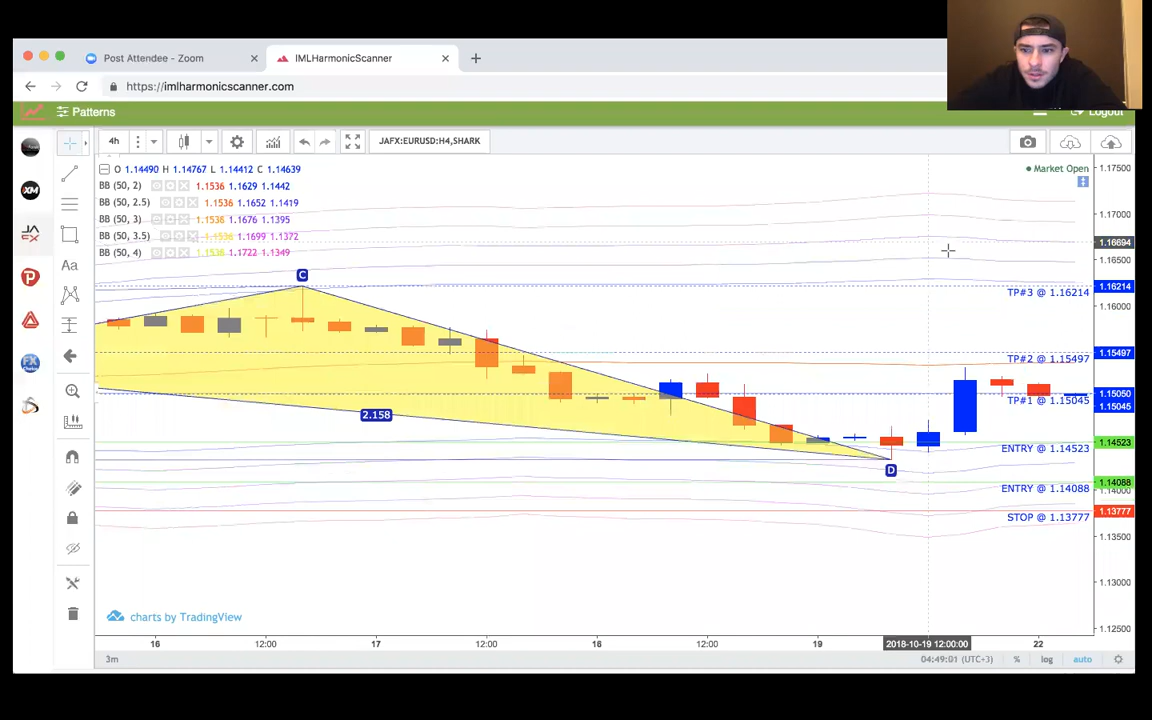 Post Attendee - Zoom
IMLHarmonicScanner
https://imlharmonicscanner.com
Patterns
Logout
4h
JAFX:EURUSD:H4,SHARK
O 1.14490 H 1.14767 L 1.14412 C 1.14639
Market Open
BB (50, 2) 1.1536 1.1629 1.1442
BB (50, 2.5) 1.1536 1.1652 1.1419
BB (50, 3) 1.1536 1.1676 1.1395
BB (50, 3.5) 1.1536 1.1699 1.1372
BB (50, 4) 1.1536 1.1722 1.1349
XM
JA
Aa
C
2.158
D
TP#3 @ 1.16214
TP#2 @ 1.15497
TP#1 @ 1.15045
ENTRY @ 1.14523
ENTRY @ 1.14088
STOP @ 1.13777
1.17500
1.17000
1.16694
1.16500
1.16214
1.16000
1.15497
1.15050
1.15045
1.14523
1.14088
1.14000
1.13777
1.13500
1.13000
1.12500
charts by TradingView
16
12:00
17
12:00
18
12:00
19
2018-10-19 12:00:00
22
3m
04:49:01 (UTC+3)
%
log
auto